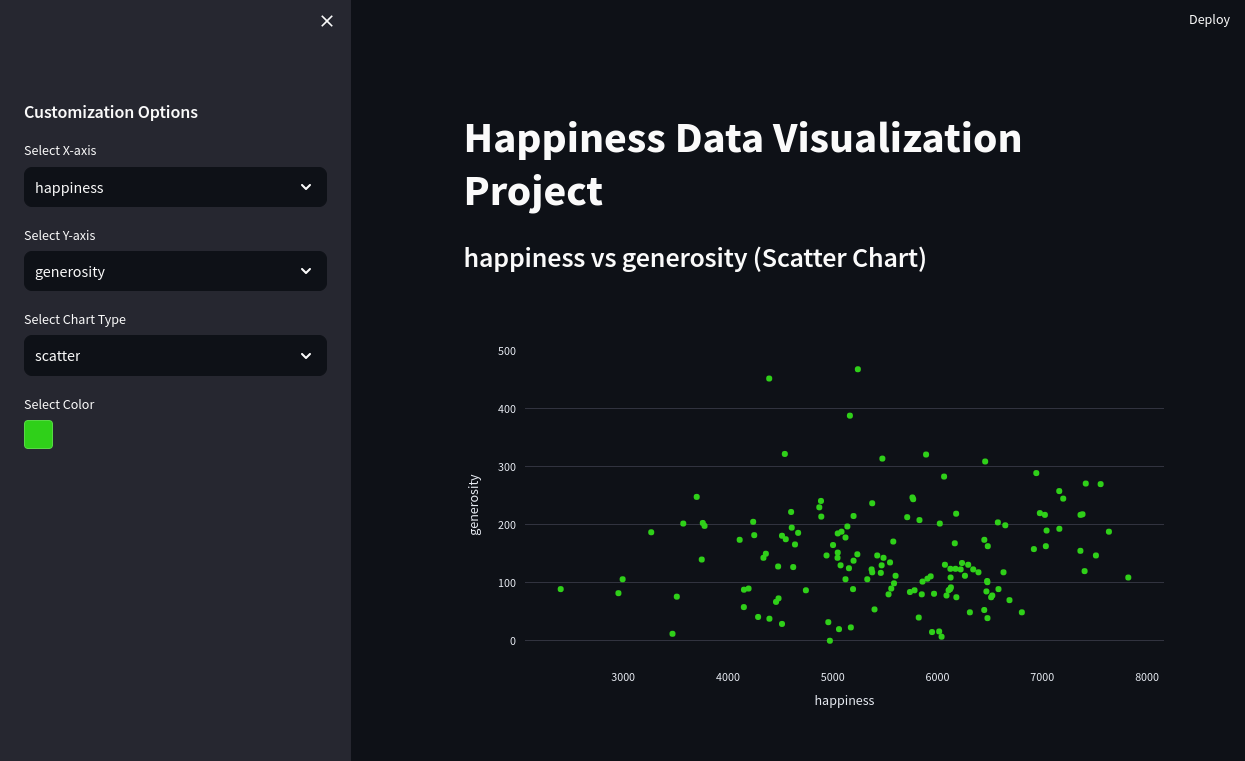 Deploy
Customization Options
Select X-axis
happiness
Select Y-axis
generosity
Select Chart Type
scatter
Select Color
Happiness Data Visualization
Project
happiness vs generosity (Scatter Chart)
500
400
300
200
100
0
generosity
3000 4000 5000 6000 7000 8000
happiness